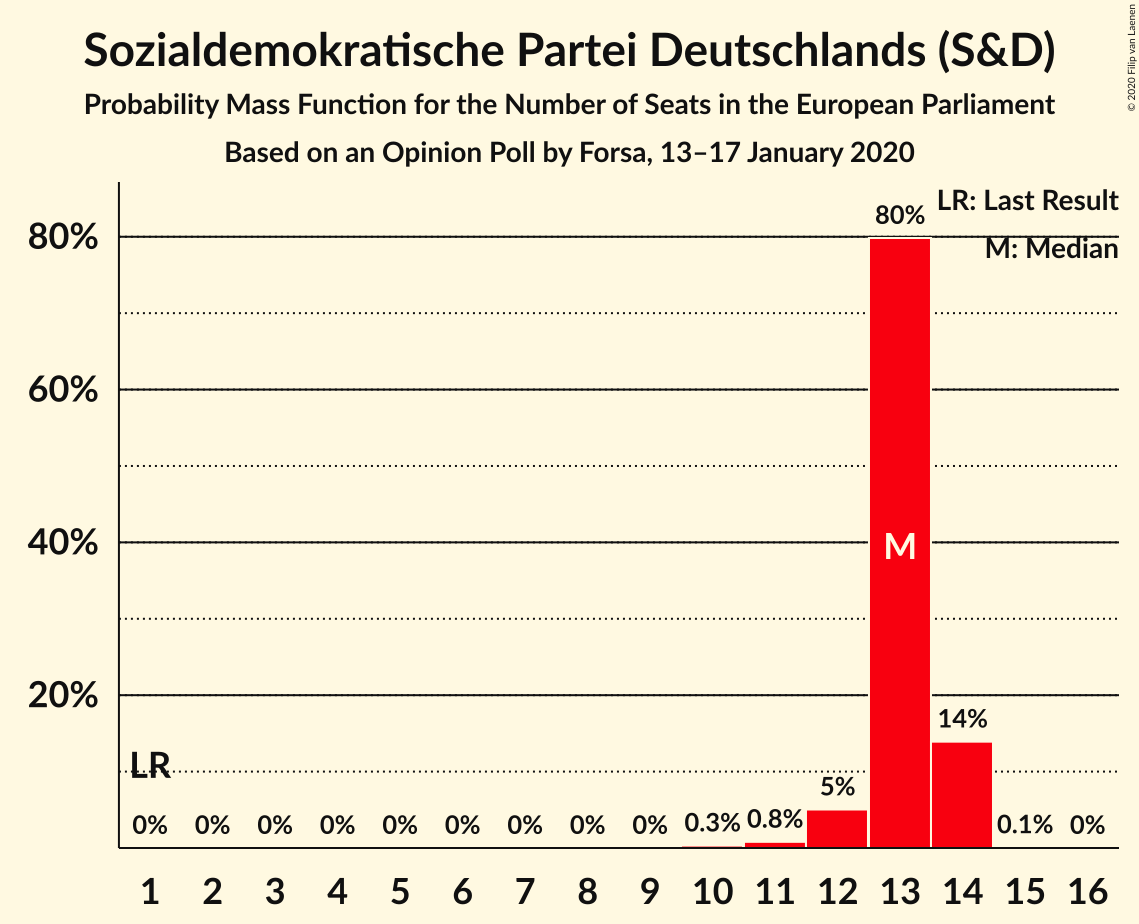 Sozialdemokratische Partei Deutschlands (S&D)
Probability Mass Function for the Number of Seats in the European Parliament
Based on an Opinion Poll by Forsa, 13–17 January 2020
© 2020 Filip van Laenen
LR: Last Result
M: Median
80%
60%
40%
20%
LR
0% 0% 0% 0% 0% 0% 0% 0% 0% 0.3% 0.8% 5% 80% 14% 0.1% 0%
M
1 2 3 4 5 6 7 8 9 10 11 12 13 14 15 16